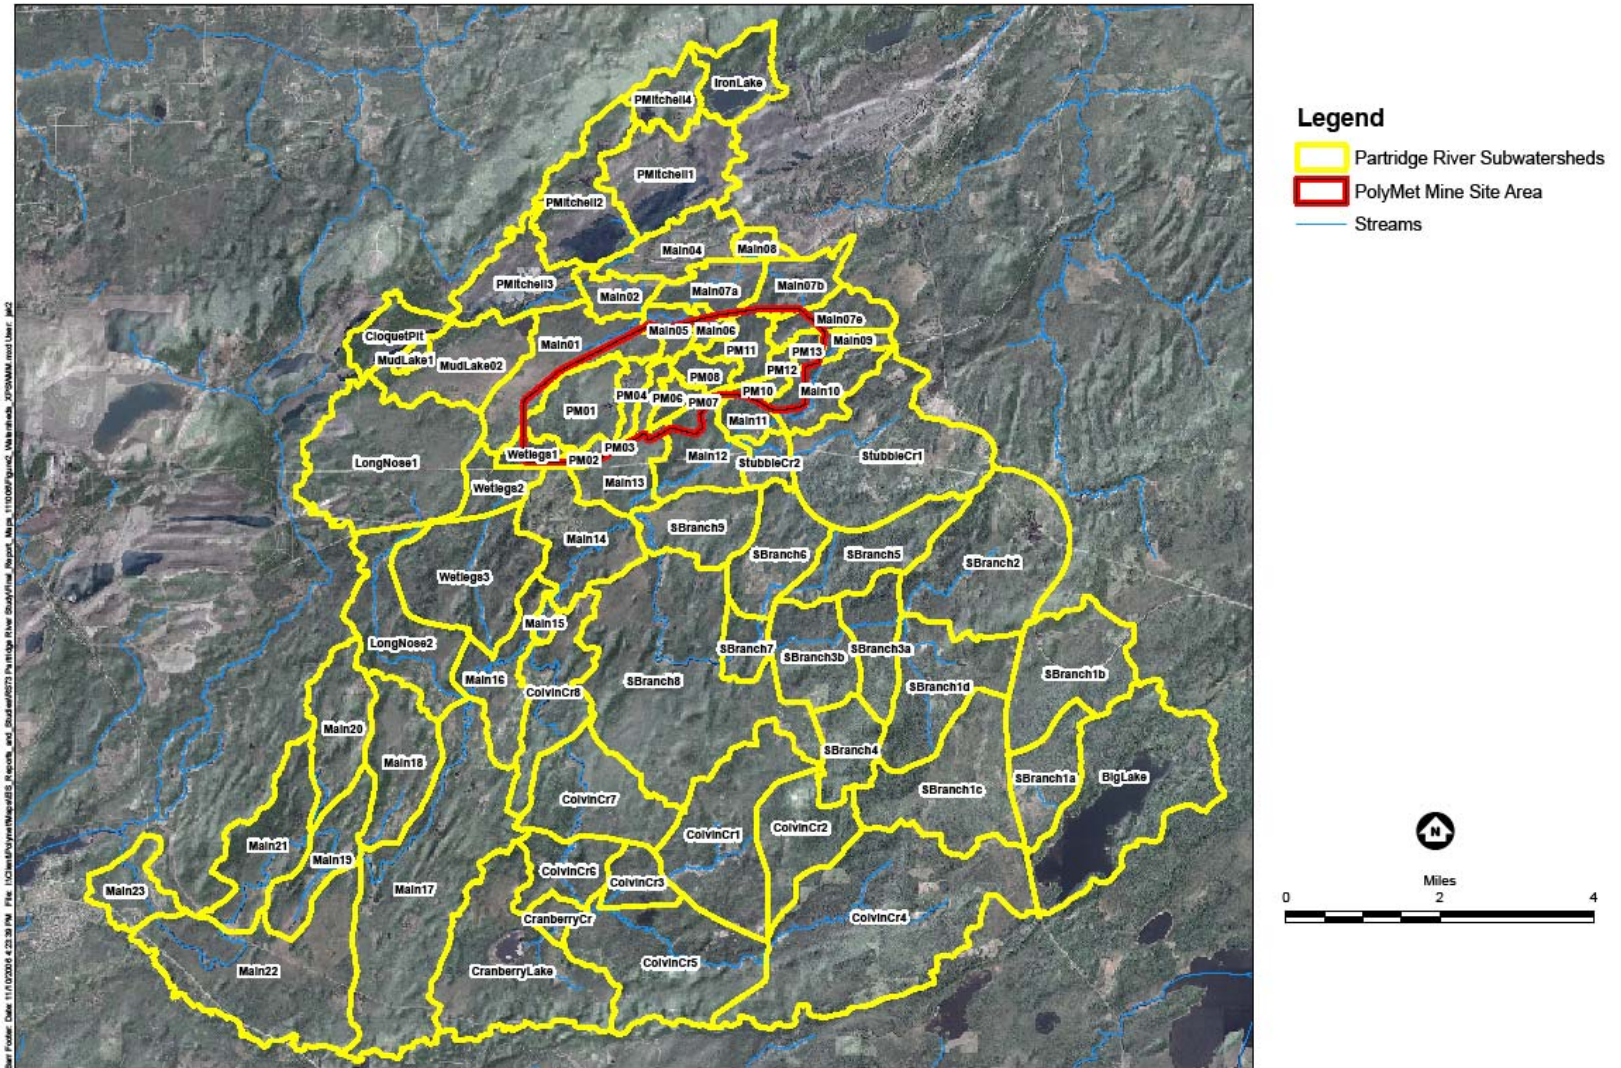 IronLake
PMitchell4
PMitchell1
PMitchell2
Main04
Main08
PMitchell3
Main02
Main07a
Main07b
CloquetPit
Main01
Main05
Main06
Main07e
Main09
MudLake1
MudLake02
PM11
PM13
PM12
PM08
PM10
Main10
PM01
PM04
PM06
PM07
Main11
Wetlegs1
PM02
PM03
Main12
StubbleCr2
StubbleCr1
LongNose1
Wetlegs2
Main13
SBranch9
Main14
SBranch6
SBranch5
SBranch2
Wetlegs3
Main15
LongNose2
SBranch7
SBranch3b
SBranch3a
Main16
ColvinCr8
SBranch8
SBranch1d
SBranch1b
Main20
Main18
SBranch4
SBranch1c
SBranch1a
BigLake
ColvinCr7
ColvinCr1
ColvinCr2
Main21
Main19
Main17
ColvinCr6
ColvinCr3
Main23
CranberryCr
ColvinCr4
Main22
CranberryLake
ColvinCr5
Legend
Partridge River Subwatersheds
PolyMet Mine Site Area
Streams
N
Miles
0 2 4